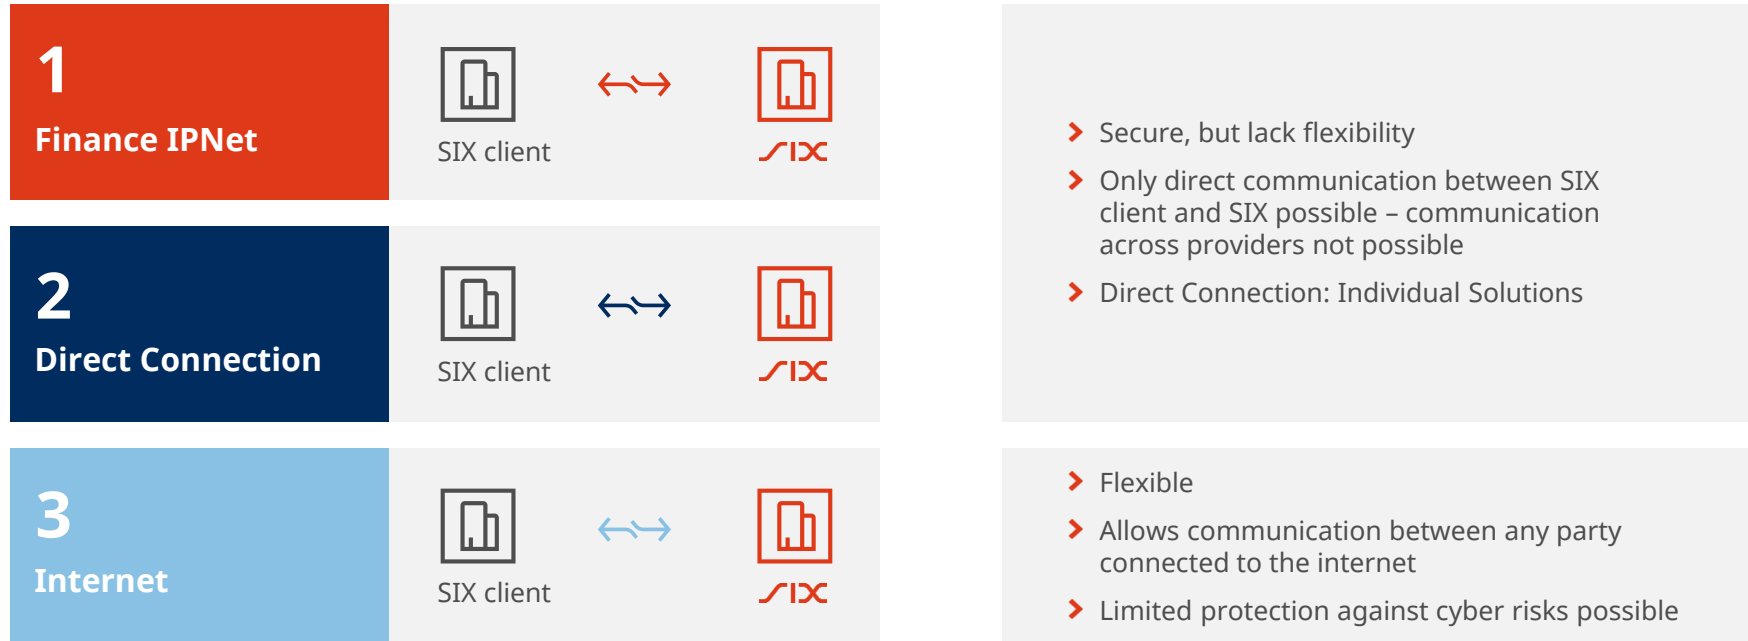 1
Finance IPNet
SIX client
SIX
2
Direct Connection
SIX client
SIX
Secure, but lack flexibility
Only direct communication between SIX
client and SIX possible – communication
across providers not possible
Direct Connection: Individual Solutions
3
Internet
SIX client
SIX
Flexible
Allows communication between any party
connected to the internet
Limited protection against cyber risks possible